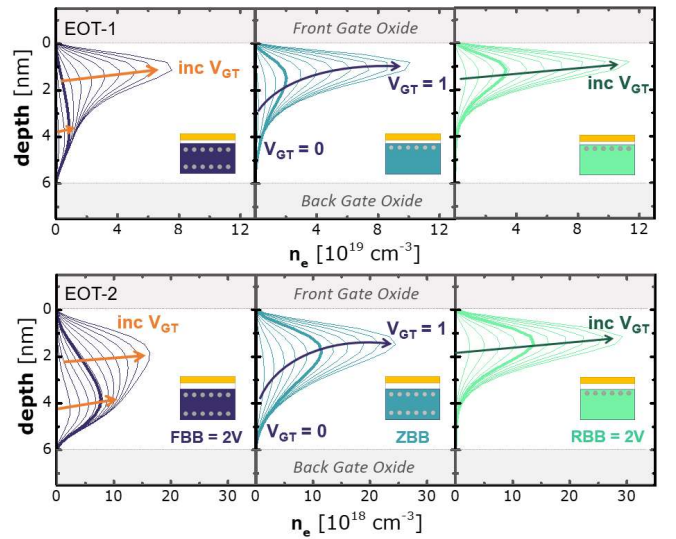 EOT-1
Front Gate Oxide
inc V_GT
V_GT = 1
inc V_GT
V_GT = 0
Back Gate Oxide
depth [nm]
0
2
4
6
0 4 8 12
4 8 12
4 8 12
n_e [10^19 cm^-3]
EOT-2
Front Gate Oxide
inc V_GT
V_GT = 1
inc V_GT
FBB = 2V
V_GT = 0
ZBB
RBB = 2V
Back Gate Oxide
depth [nm]
0
2
4
6
0 10 20 30
0 10 20 30
0 10 20 30
n_e [10^18 cm^-3]